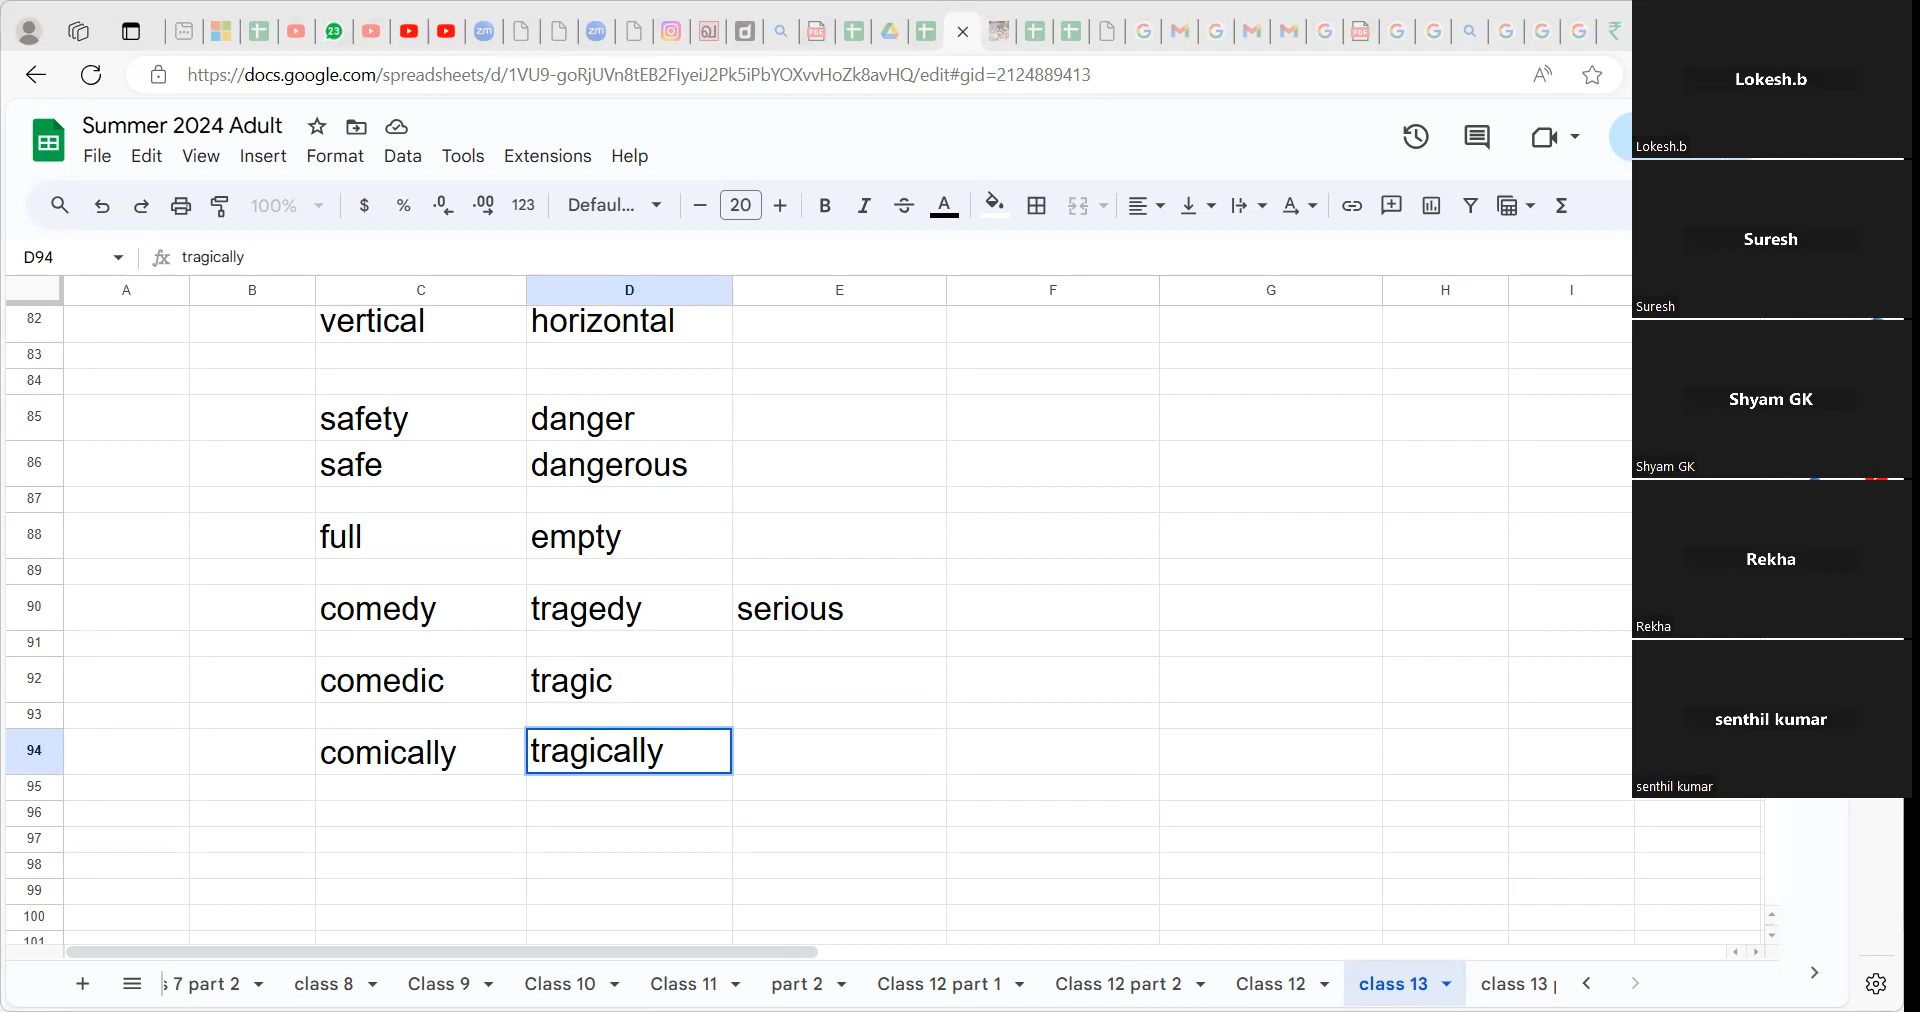 23
https://docs.google.com/spreadsheets/d/1VU9-goRjUVn8tEB2FIyeiJ2Pk5iPbYOXvvHoZk8avHQ/edit#gid=2124889413
Summer 2024 Adult
File Edit View Insert Format Data Tools Extensions Help
100% $ % .0 .00 123 Defaul... 20 B I A
D94 fx tragically
A B C D E F G H I
82 vertical horizontal
83
84
85 safety danger
86 safe dangerous
87
88 full empty
89
90 comedy tragedy serious
91
92 comedic tragic
93
94 comically tragically
95
96
97
98
99
100
101
7 part 2 class 8 Class 9 Class 10 Class 11 part 2 Class 12 part 1 Class 12 part 2 Class 12 class 13 class 13
Lokesh.b
Lokesh.b
Suresh
Suresh
Shyam GK
Shyam GK
Rekha
Rekha
senthil kumar
senthil kumar